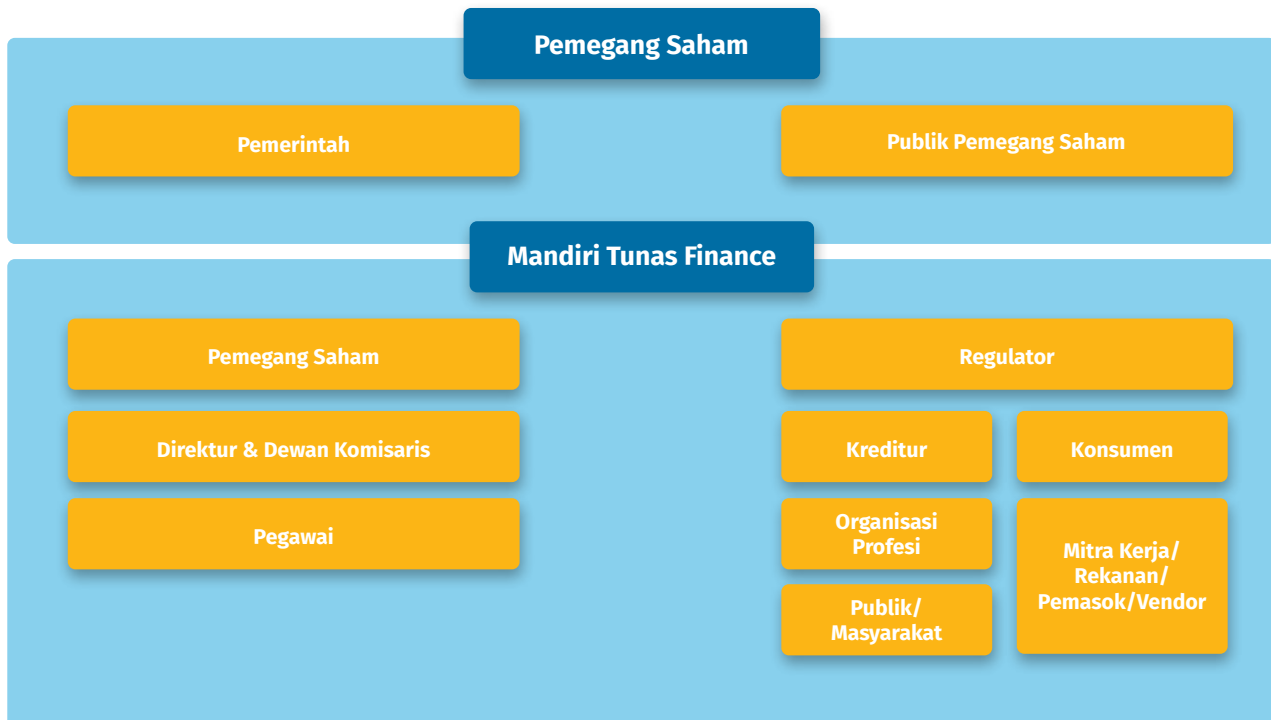 Pemegang Saham
Pemerintah
Publik Pemegang Saham
Mandiri Tunas Finance
Pemegang Saham
Regulator
Direktur & Dewan Komisaris
Kreditur
Konsumen
Pegawai
Organisasi
Profesi
Mitra Kerja/
Rekanan/
Pemasok/Vendor
Publik/
Masyarakat